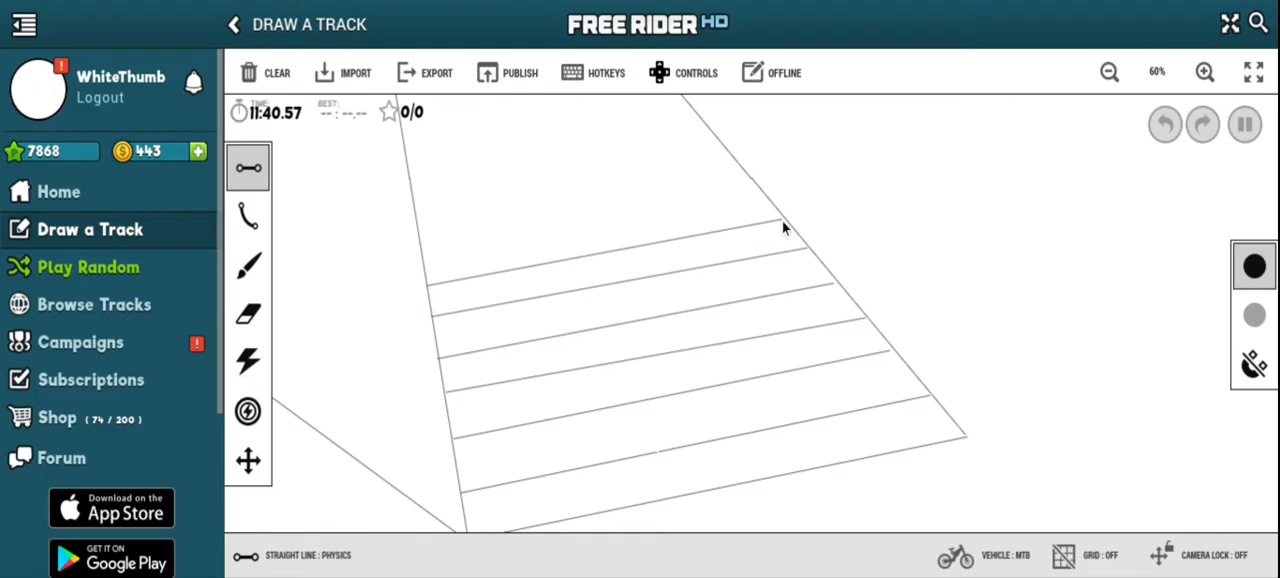 DRAW A TRACK
FREE RIDER HD
WhiteThumb
Logout
CLEAR
IMPORT
EXPORT
PUBLISH
HOTKEYS
CONTROLS
OFFLINE
60%
TIME:
11:40.57
BEST:
-- : --.--
0/0
7868
443
Home
Draw a Track
Play Random
Browse Tracks
Campaigns
Subscriptions
Shop ( 74 / 200 )
Forum
Download on the
App Store
GET IT ON
Google Play
STRAIGHT LINE : PHYSICS
VEHICLE : MTB
GRID : OFF
CAMERA LOCK : OFF